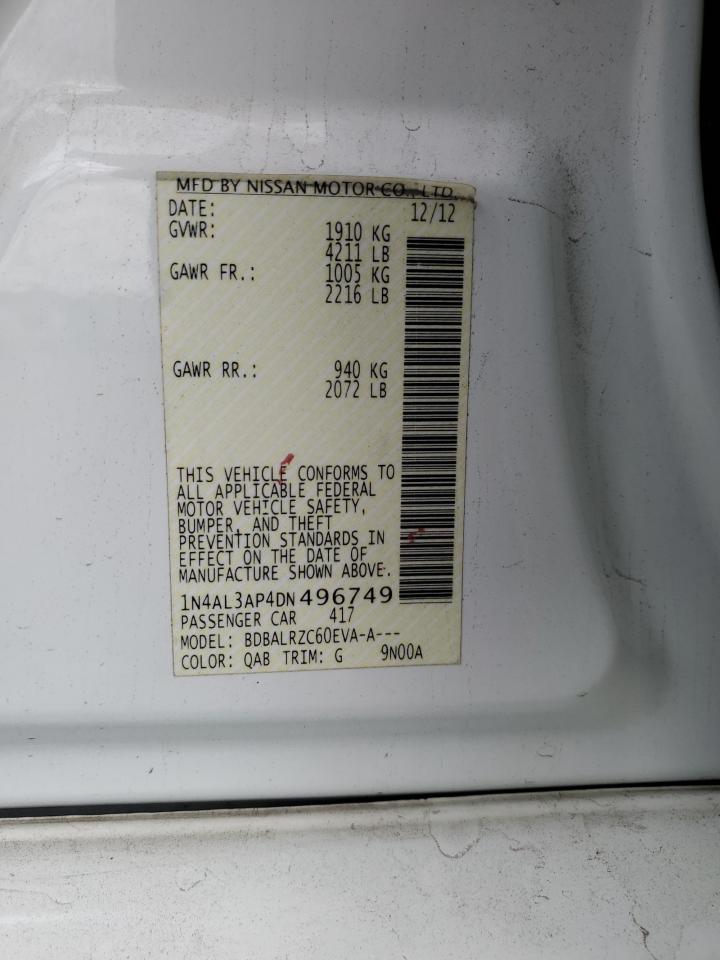 MFD BY NISSAN MOTOR CO., LTD.
DATE: 12/12
GVWR: 1910 KG
4211 LB
GAWR FR.: 1005 KG
2216 LB
GAWR RR.: 940 KG
2072 LB
THIS VEHICLE CONFORMS TO
ALL APPLICABLE FEDERAL
MOTOR VEHICLE SAFETY,
BUMPER, AND THEFT
PREVENTION STANDARDS IN
EFFECT ON THE DATE OF
MANUFACTURE SHOWN ABOVE.
1N4AL3AP4DN496749
PASSENGER CAR 417
MODEL: BDBALRZC60EVA-A---
COLOR: QAB TRIM: G 9N00A